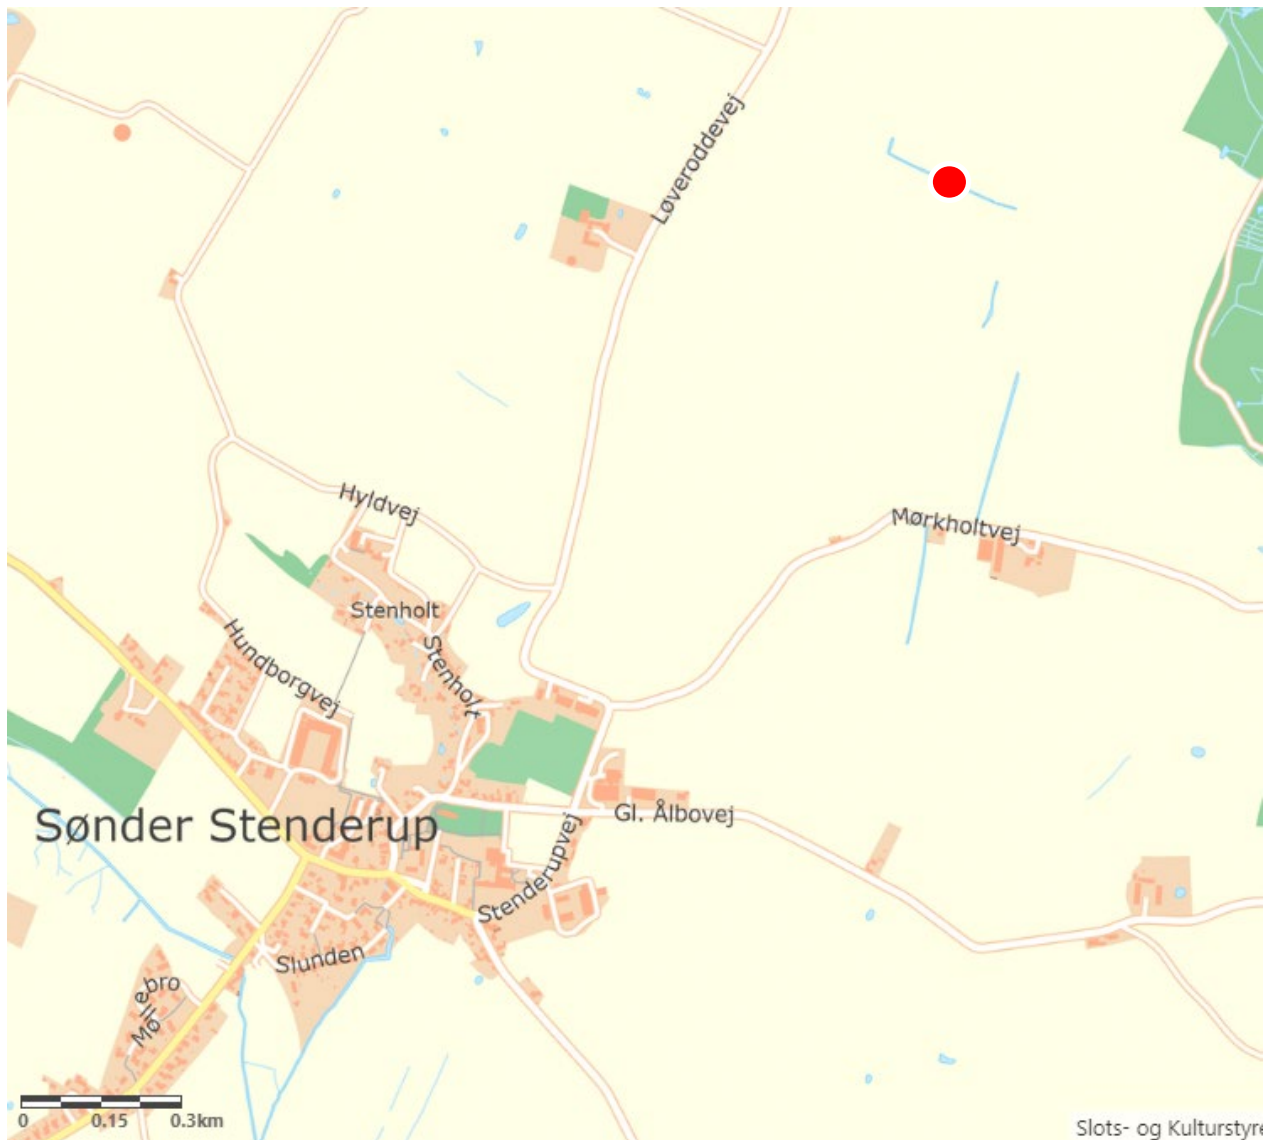 Løveroddevej
Hyldvej
Mørkholtvej
Stenholt
Hundborgvej
Stenholt
Sønder Stenderup
Gl. Ålbovej
Stenderupvej
Slunden
Møllebro
0 0.15 0.3km
Slots- og Kulturstyre